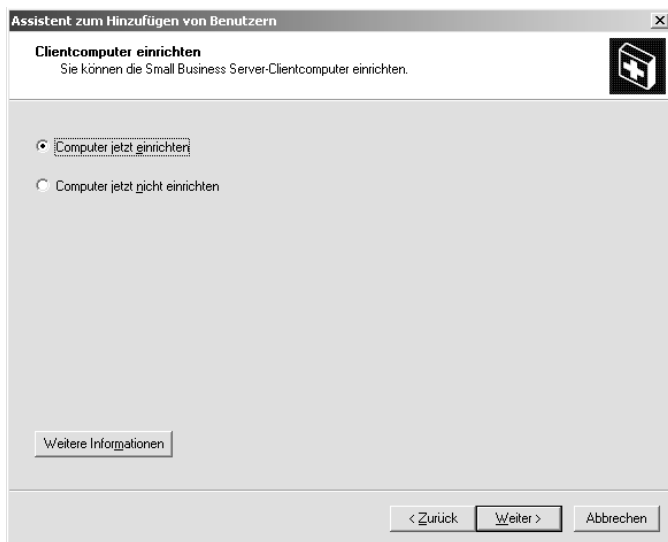 Assistent zum Hinzufügen von Benutzern
Clientcomputer einrichten
Sie können die Small Business Server-Clientcomputer einrichten.
Computer jetzt einrichten
Computer jetzt nicht einrichten
Weitere Informationen
< Zurück Weiter > Abbrechen